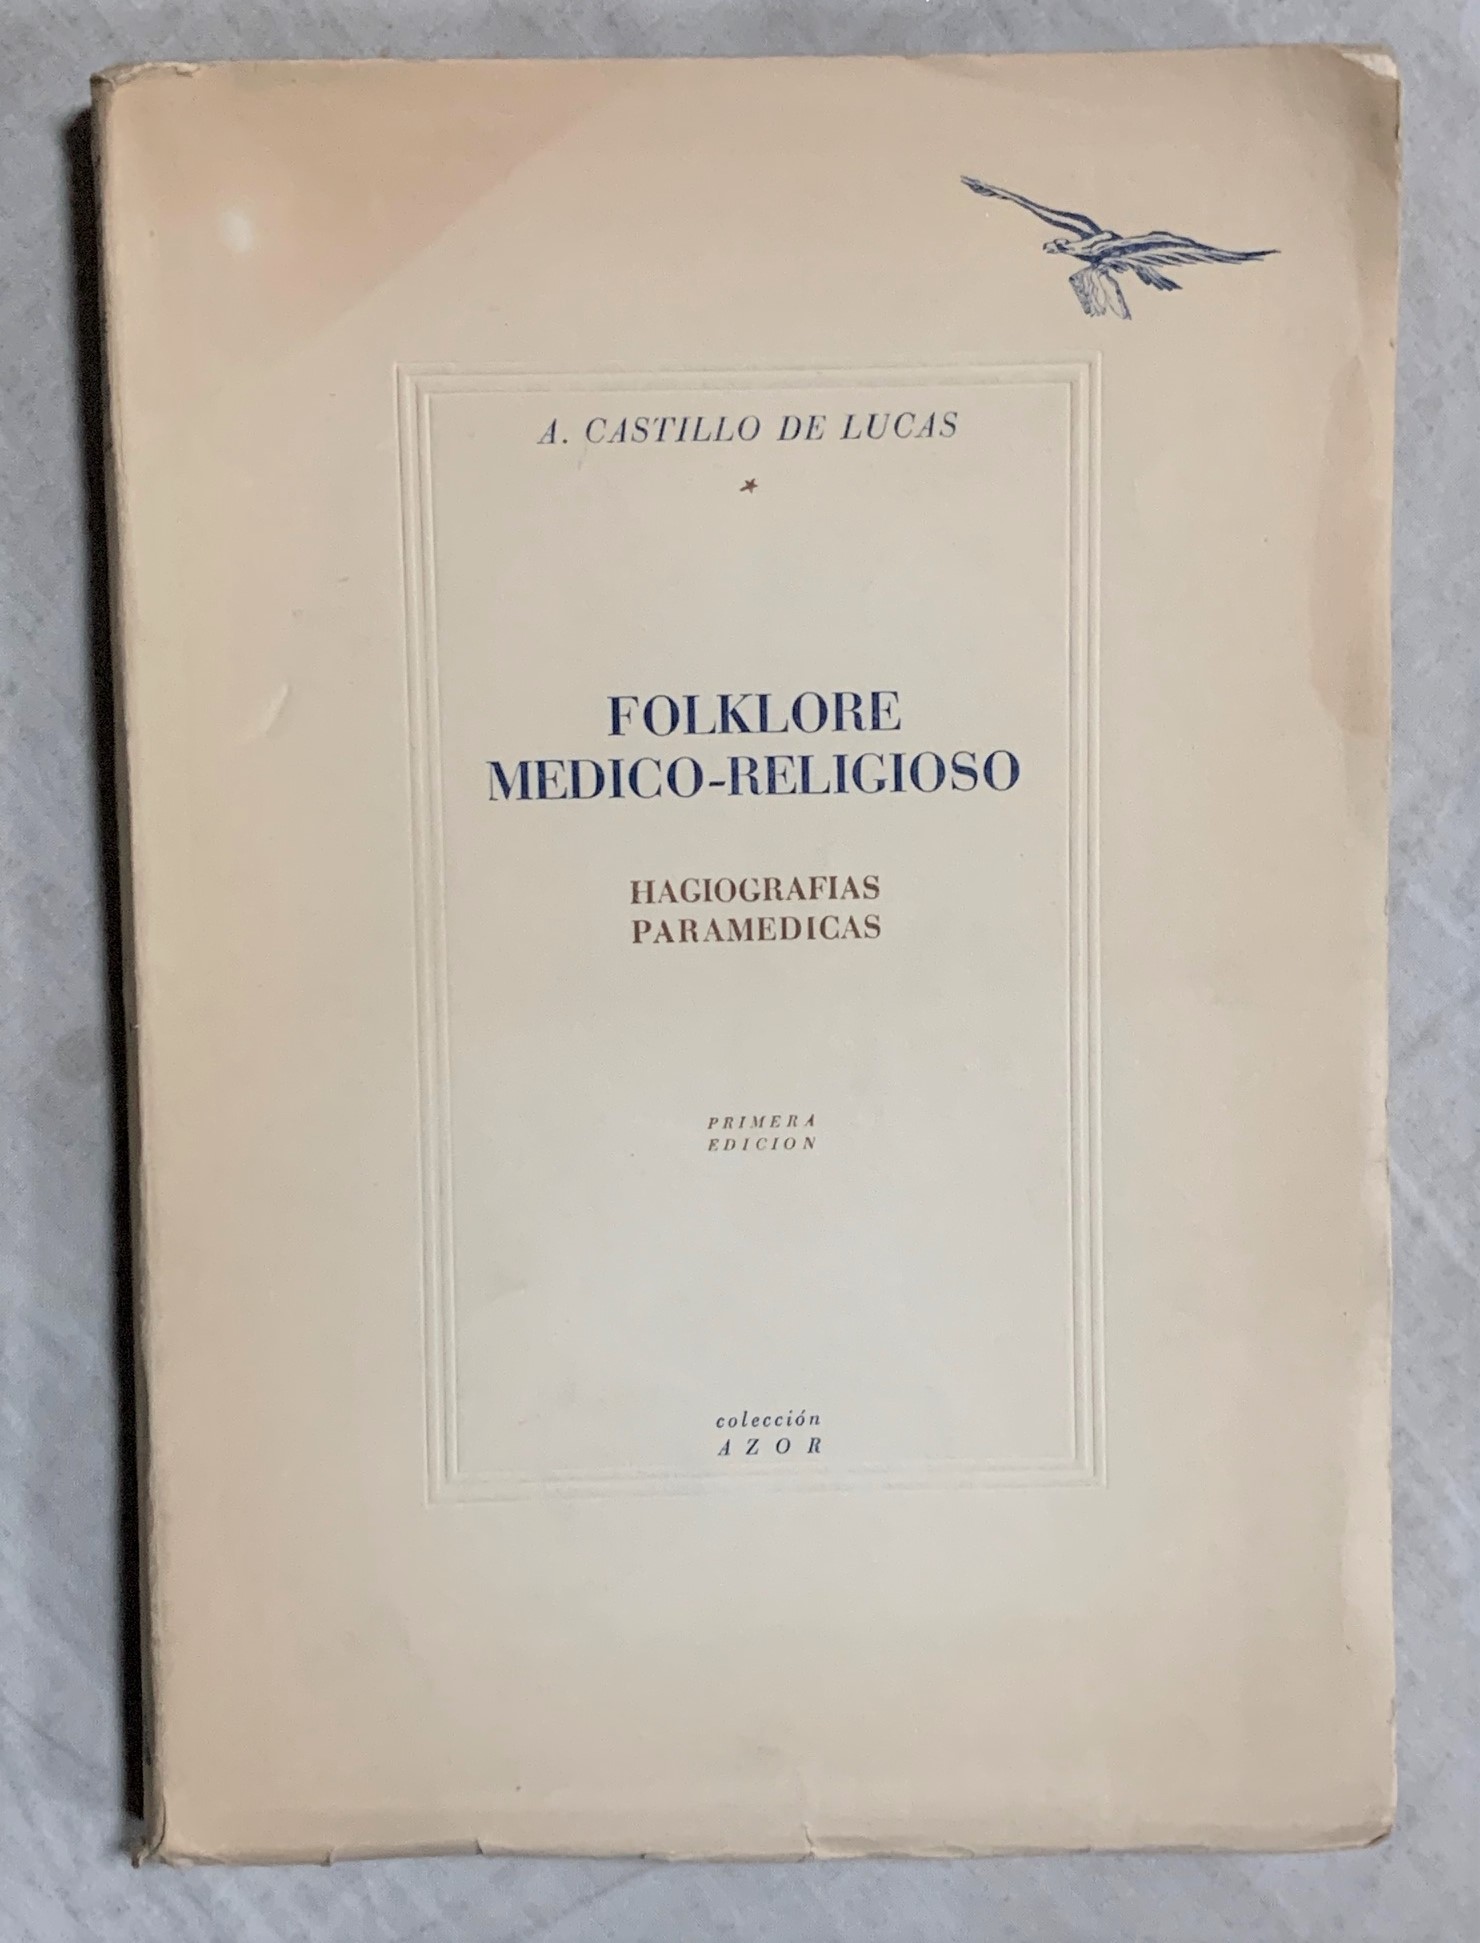 A. CASTILLO DE LUCAS
FOLKLORE
MEDICO-RELIGIOSO
HAGIOGRAFIAS
PARAMEDICAS
PRIMERA
EDICION
colección
AZOR